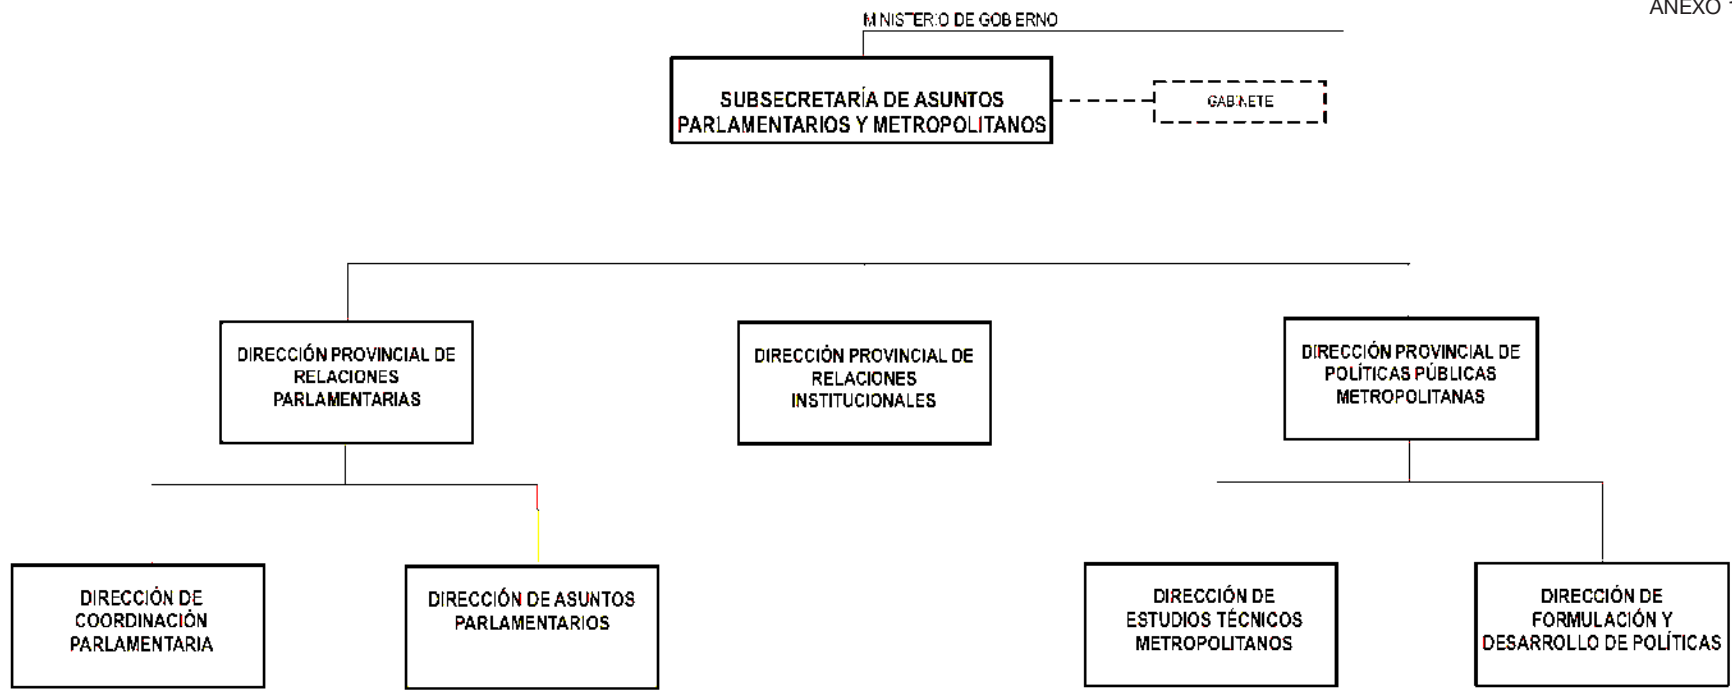 ANEXO 1
MINISTERIO DE GOBIERNO
SUBSECRETARÍA DE ASUNTOS
PARLAMENTARIOS Y METROPOLITANOS
GABINETE
DIRECCIÓN PROVINCIAL DE
RELACIONES
PARLAMENTARIAS
DIRECCIÓN PROVINCIAL DE
RELACIONES
INSTITUCIONALES
DIRECCIÓN PROVINCIAL DE
POLÍTICAS PÚBLICAS
METROPOLITANAS
DIRECCIÓN DE
COORDINACIÓN
PARLAMENTARIA
DIRECCIÓN DE ASUNTOS
PARLAMENTARIOS
DIRECCIÓN DE
ESTUDIOS TÉCNICOS
METROPOLITANOS
DIRECCIÓN DE
FORMULACIÓN Y
DESARROLLO DE POLÍTICAS